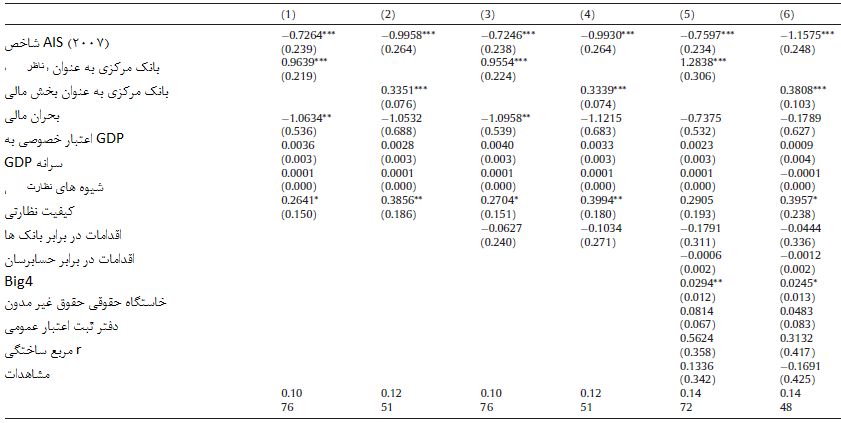 (1) (2) (3) (4) (5) (6)
شاخص AIS (۲۰۰۷) −0.7264*** −0.9958*** −0.7246*** −0.9930*** −0.7597*** −1.1575***
(0.239) (0.264) (0.238) (0.264) (0.234) (0.248)
بانک مرکزی به عنوان ، ناظر ، 0.9639*** 0.9554*** 1.2838***
(0.219) (0.224) (0.306)
بانک مرکزی به عنوان بخش مالی 0.3351*** 0.3339*** 0.3808***
(0.076) (0.074) (0.103)
بحران مالی −1.0634** −1.0532 −1.0958** −1.1215 −0.7375 −0.1789
(0.536) (0.688) (0.539) (0.683) (0.532) (0.627)
اعتبار خصوصی به GDP 0.0036 0.0028 0.0040 0.0033 0.0023 0.0009
(0.003) (0.003) (0.003) (0.003) (0.003) (0.004)
سرانه GDP
0.0001 0.0001 0.0001 0.0001 0.0001 −0.0001
شیوه های نظارت ، (0.000) (0.000) (0.000) (0.000) (0.000) (0.000)
0.2641* 0.3856** 0.2704* 0.3994** 0.2905 0.3957*
کیفیت نظارتی (0.150) (0.186) (0.151) (0.180) (0.193) (0.238)
اقدامات در برابر بانک ها −0.0627 −0.1034 −0.1791 −0.0444
(0.240) (0.271) (0.311) (0.336)
اقدامات در برابر حسابرسان −0.0006 −0.0012
(0.002) (0.002)
Big4 0.0294** 0.0245*
(0.012) (0.013)
خاستگاه حقوقی حقوق غیر مدون 0.0814 0.0483
دفتر ثبت اعتبار عمومی (0.067) (0.083)
0.5624 0.3132
r مربع ساختگی (0.358) (0.417)
مشاهدات 0.1336 −0.1691
(0.342) (0.425)
0.10 0.12 0.10 0.12 0.14 0.14
76 51 76 51 72 48